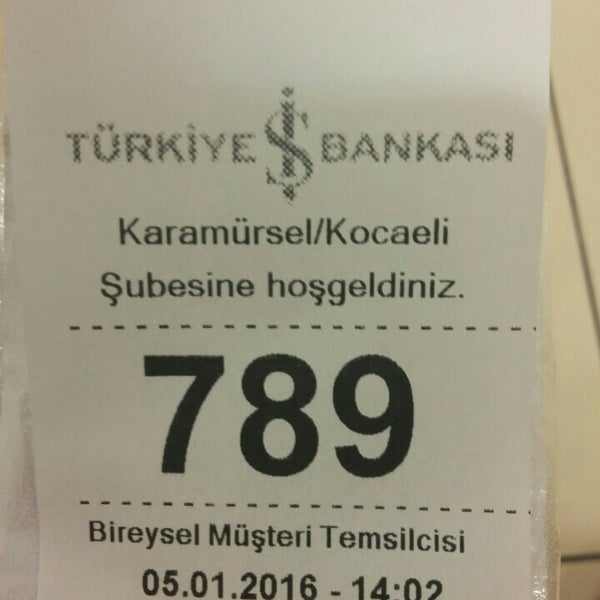 TÜRKİYE İŞ BANKASI
Karamürsel/Kocaeli
Şubesine hoşgeldiniz.
789
Bireysel Müşteri Temsilcisi
05.01.2016 - 14:02